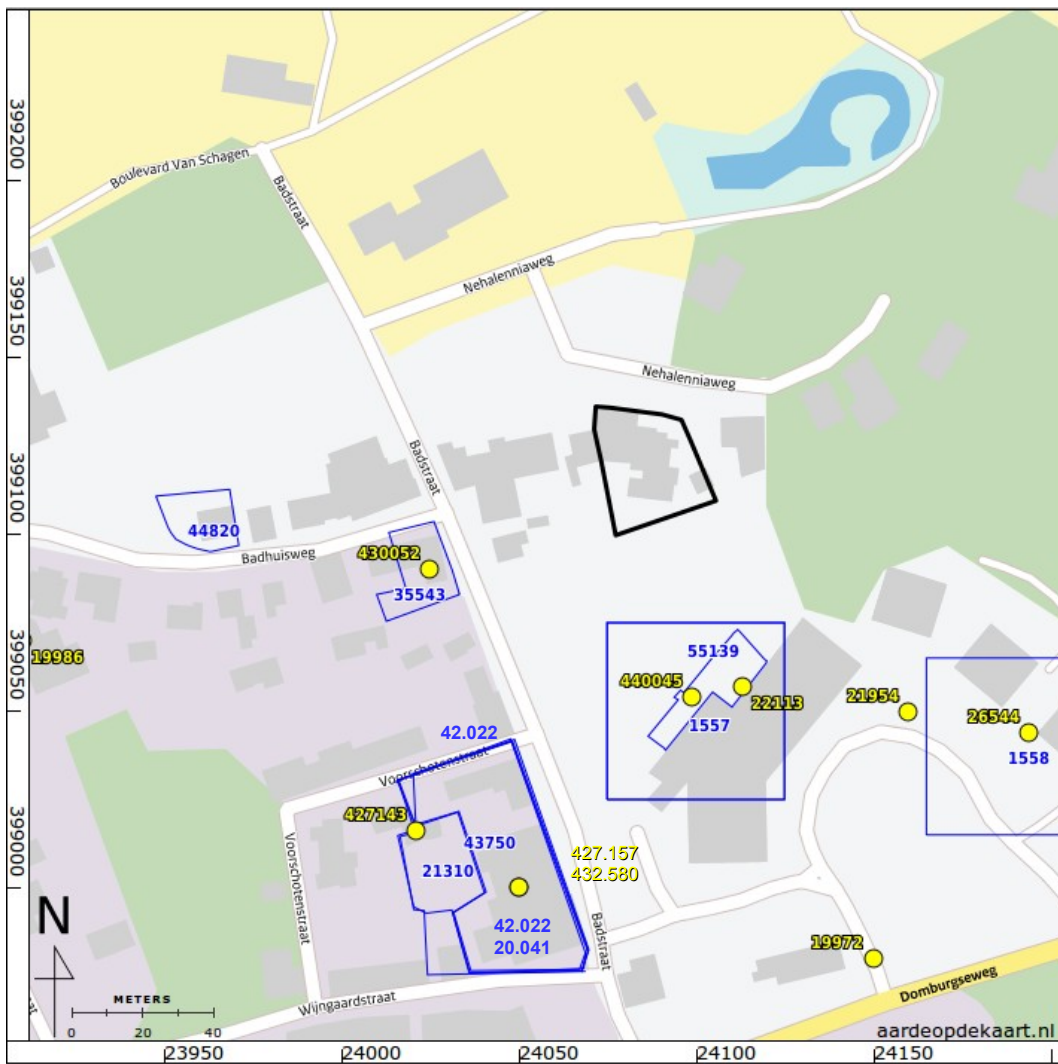 Boulevard Van Schagen
Badstraat
Nehalenniaweg
Nehalenniaweg
Badstraat
44820
Badhuisweg
430052
35543
19986
55139
440045
22113
1557
21954
26544
1558
42.022
Voorschotenstraat
427143
43750
21310
427.157
432.580
42.022
20.041
Voorschotenstraat
Badstraat
19972
Wijngaardstraat
Domburgseweg
N
METERS
0 20 40
aardeopdekaart.nl
399200
399150
399100
399050
399000
23950 24000 24050 24100 24150